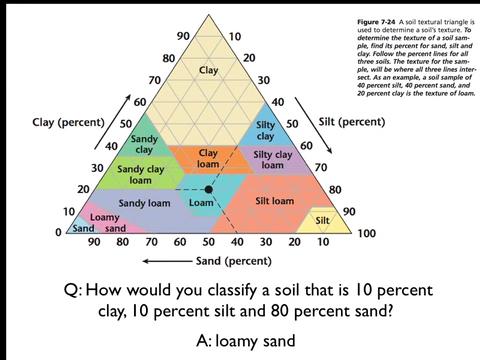 Figure 7-24 A soil textural triangle is
used to determine a soil's texture. To
determine the texture of a soil sam-
ple, find its percent for sand, silt and
clay. Follow the percent lines for all
three soils. The texture for the sam-
ple, will be where all three lines inter-
sect. As an example, a soil sample of
40 percent silt, 40 percent sand, and
20 percent clay is the texture of loam.
90 10
80 20
Clay
70 30
60 40
Clay (percent) 50 Silty clay 50 Silt (percent)
40 Sandy clay 60
Clay loam Silty clay loam
30 Sandy clay loam 70
20 80
Sandy loam Loam Silt loam
10 90
Loamy sand Silt
0 Sand 100
90 80 70 60 50 40 30 20 10
Sand (percent)
Q: How would you classify a soil that is 10 percent
clay, 10 percent silt and 80 percent sand?
A: loamy sand